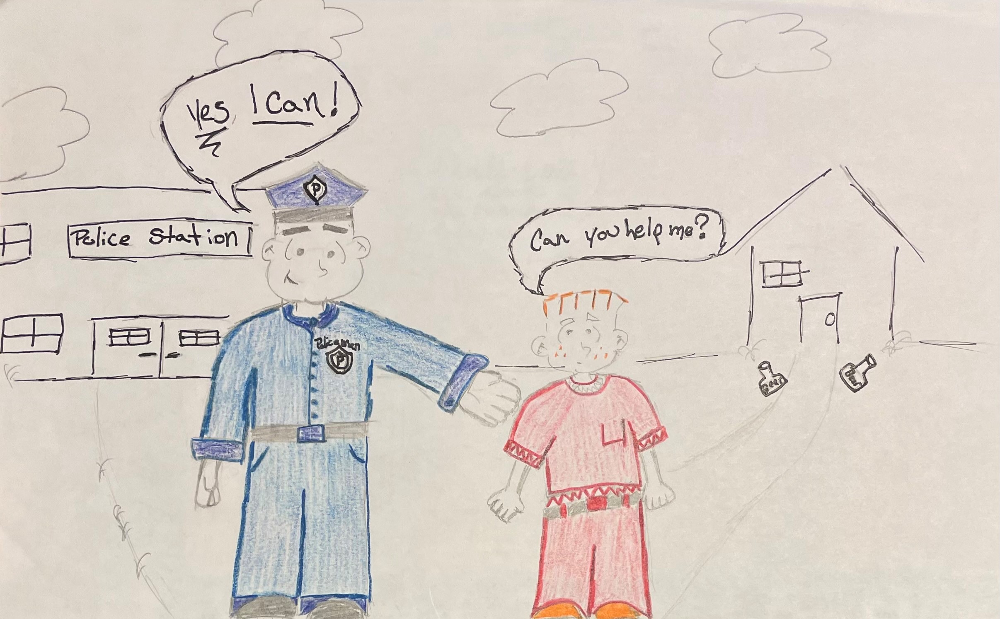 Yes, I Can!
P
Police Station
Can you help me?
Policeman
P
Beer
Beer